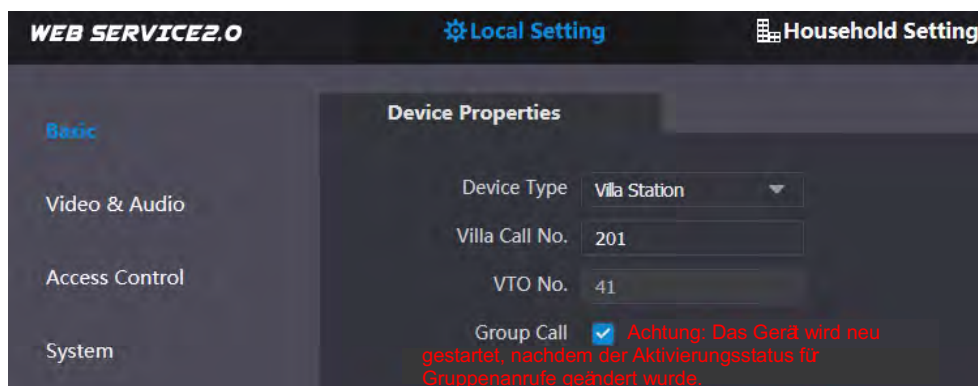 WEB SERVICE2.0
Local Setting
Household Setting
Basic
Device Properties
Video & Audio
Device Type Villa Station
Villa Call No. 201
Access Control
VTO No. 41
Group Call Achtung: Das Gerät wird neu
gestartet, nachdem der Aktivierungsstatus für
Gruppenanrufe geändert wurde.
System